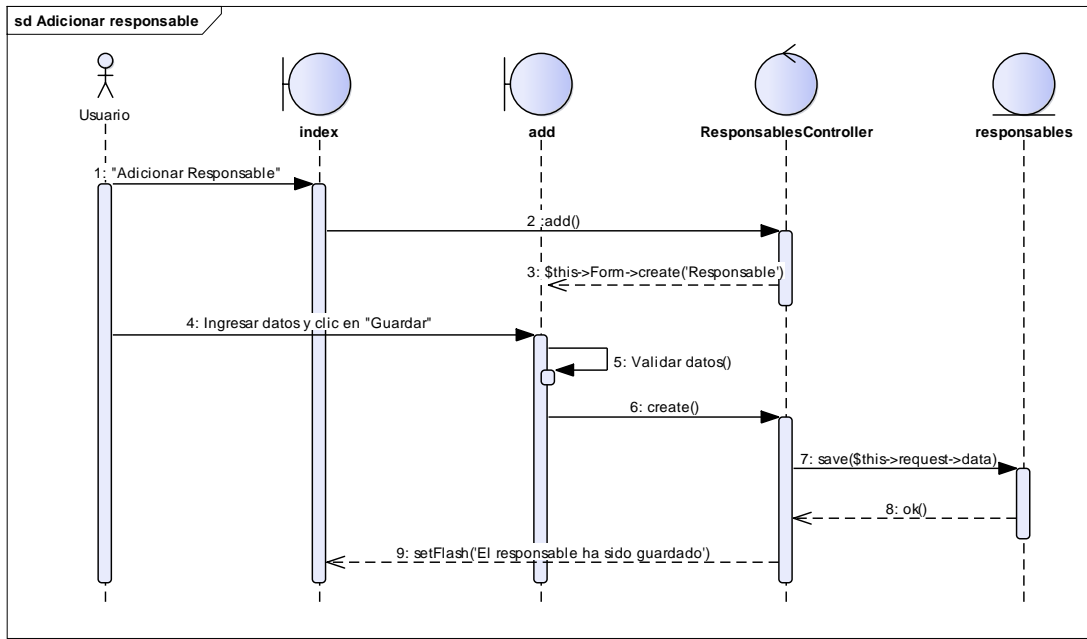 sd Adicionar responsable
Usuario
index
add
ResponsablesController
responsables
1: "Adicionar Responsable"
2 :add()
3: $this->Form->create('Responsable')
4: Ingresar datos y clic en "Guardar"
5: Validar datos()
6: create()
7: save($this->request->data)
8: ok()
9: setFlash('El responsable ha sido guardado')